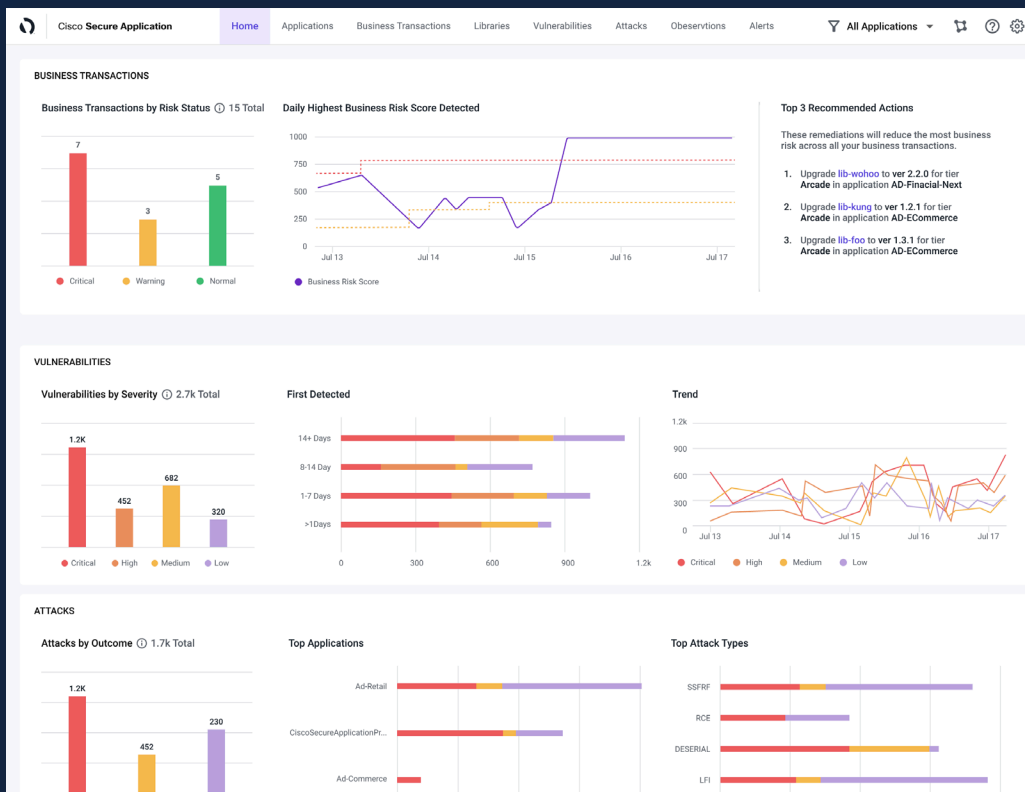 Cisco Secure Application
Home
Applications
Business Transactions
Libraries
Vulnerabilities
Attacks
Obeservtions
Alerts
All Applications
BUSINESS TRANSACTIONS
Business Transactions by Risk Status 15 Total
7
3
5
Critical
Warning
Normal
Daily Highest Business Risk Score Detected
1000
750
500
250
0
Jul 13
Jul 14
Jul 15
Jul 16
Jul 17
Business Risk Score
Top 3 Recommended Actions
These remediations will reduce the most business
risk across all your business transactions.
1. Upgrade lib-wohoo to ver 2.2.0 for tier
Arcade in application AD-Finacial-Next
2. Upgrade lib-kung to ver 1.2.1 for tier
Arcade in application AD-ECommerce
3. Upgrade lib-foo to ver 1.3.1 for tier
Arcade in application AD-ECommerce
VULNERABILITIES
Vulnerabilities by Severity 2.7k Total
1.2K
452
682
320
Critical
High
Medium
Low
First Detected
14+ Days
8-14 Day
1-7 Days
>1Days
0
300
600
900
1.2k
Trend
1.2k
900
600
300
0
Jul 13
Jul 14
Jul 15
Jul 16
Jul 17
Critical
High
Medium
Low
ATTACKS
Attacks by Outcome 1.7k Total
1.2K
452
230
Top Applications
Ad-Retail
CiscoSecureApplicationPr...
Ad-Commerce
Top Attack Types
SSFRF
RCE
DESERIAL
LFI